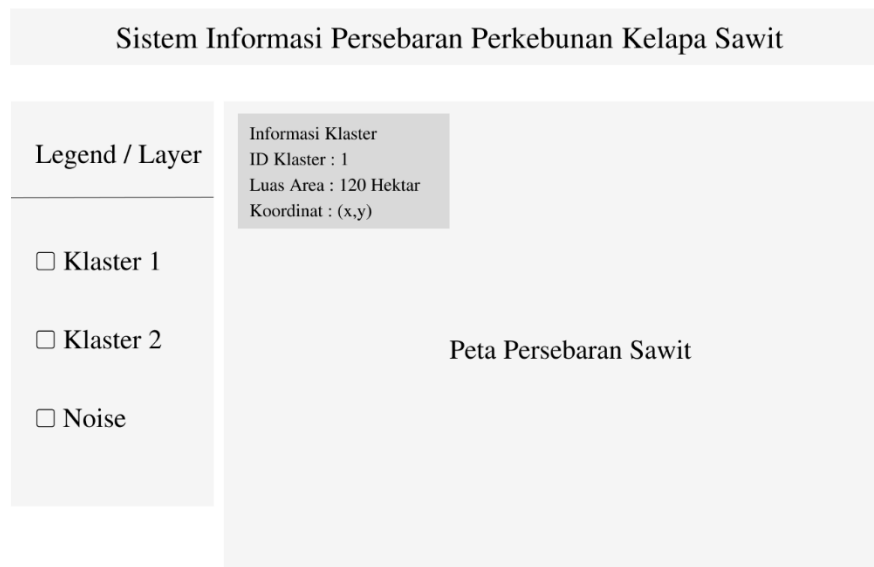 Sistem Informasi Persebaran Perkebunan Kelapa Sawit
Legend / Layer
Klaster 1
Klaster 2
Noise
Informasi Klaster
ID Klaster : 1
Luas Area : 120 Hektar
Koordinat : (x,y)
Peta Persebaran Sawit